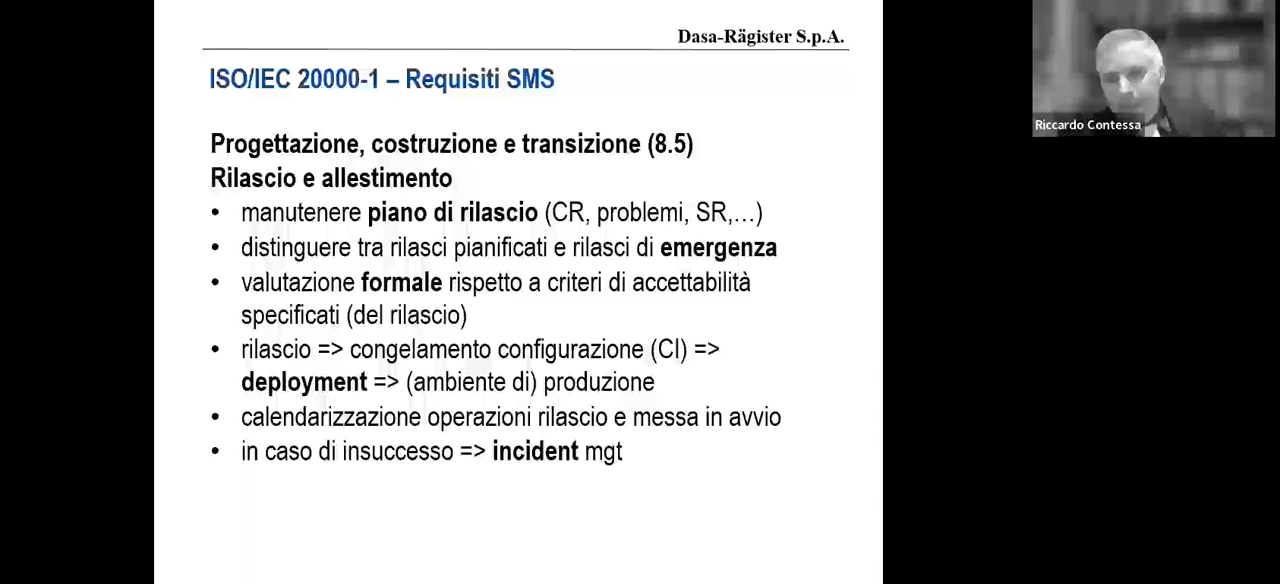 Dasa-Rägister S.p.A.
ISO/IEC 20000-1 – Requisiti SMS
Progettazione, costruzione e transizione (8.5)
Rilascio e allestimento
• manutenere piano di rilascio (CR, problemi, SR,…)
• distinguere tra rilasci pianificati e rilasci di emergenza
• valutazione formale rispetto a criteri di accettabilità
specificati (del rilascio)
• rilascio => congelamento configurazione (CI) =>
deployment => (ambiente di) produzione
• calendarizzazione operazioni rilascio e messa in avvio
• in caso di insuccesso => incident mgt
Riccardo Contessa